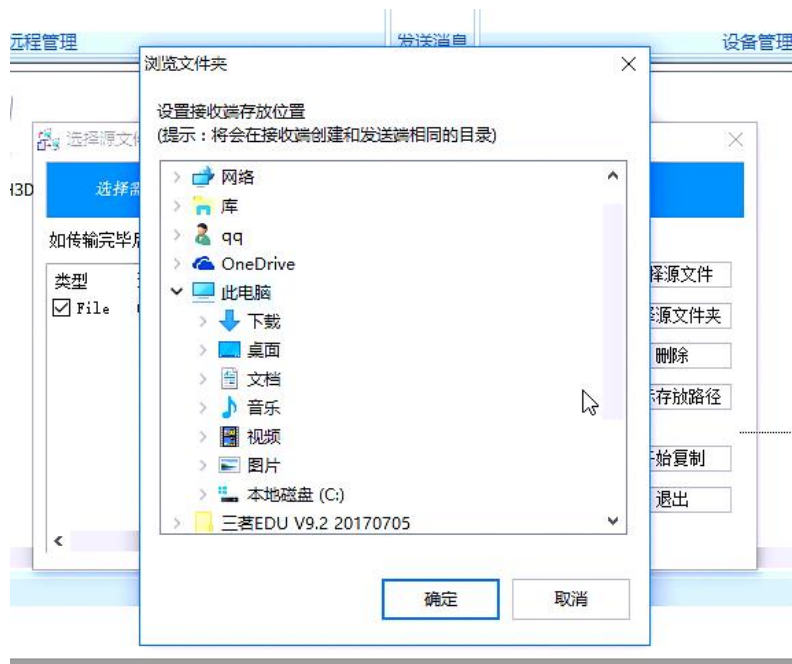 远程管理
发送消息
设备管理
浏览文件夹
设置接收端存放位置
(提示：将会在接收端创建和发送端相同的目录)
选择源文
H3D
选择需
如传输完毕后
类型
File
网络
库
qq
OneDrive
此电脑
下载
桌面
文档
音乐
视频
图片
本地磁盘 (C:)
三茗EDU V9.2 20170705
择源文件
择源文件夹
删除
存放路径
始复制
退出
确定
取消